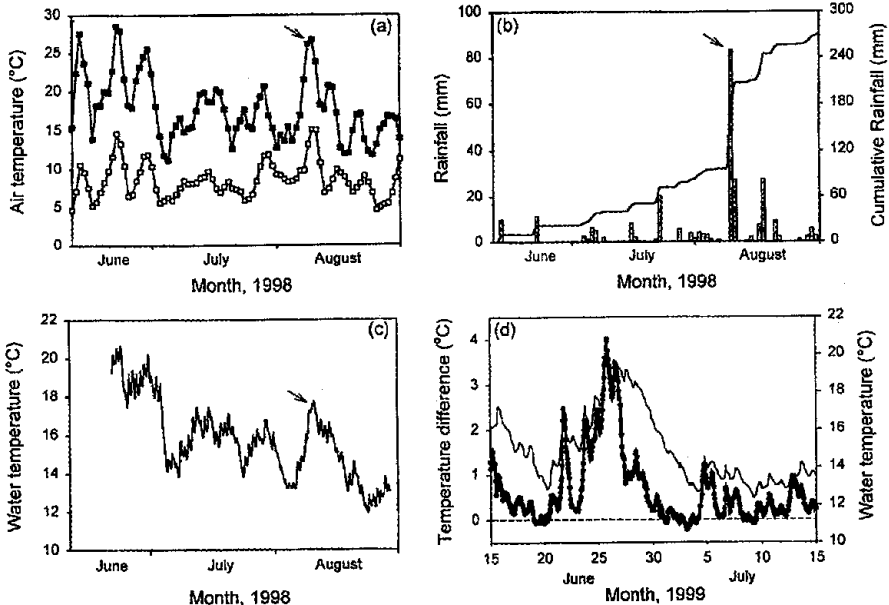 (a)
Air temperature (°C)
30
25
20
15
10
5
0
June
July
August
Month, 1998
(b)
Rainfall (mm)
100
80
60
40
20
0
Cumulative Rainfall (mm)
300
240
180
120
60
0
June
July
August
Month, 1998
(c)
Water temperature (°C)
22
20
18
16
14
12
10
June
July
August
Month, 1998
(d)
Temperature difference (°C)
4
3
2
1
0
Water temperature (°C)
22
20
18
16
14
12
10
15
20
25
30
5
10
15
June
July
Month, 1999